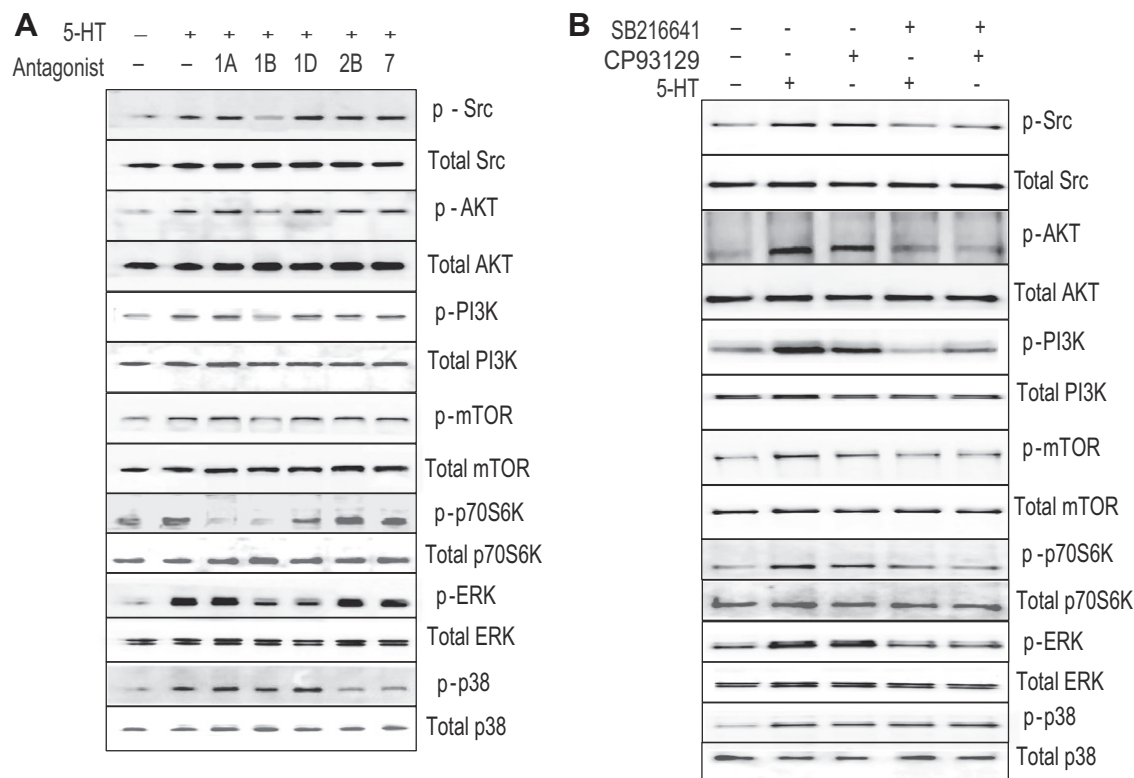 A
5-HT – + + + + + +
Antagonist – – 1A 1B 1D 2B 7
p - Src
Total Src
p - AKT
Total AKT
p-PI3K
Total PI3K
p-mTOR
Total mTOR
p-p70S6K
Total p70S6K
p-ERK
Total ERK
p-p38
Total p38
B
SB216641 – - - + +
CP93129 – - + - +
5-HT – + - + -
p-Src
Total Src
p-AKT
Total AKT
p-PI3K
Total PI3K
p-mTOR
Total mTOR
p-p70S6K
Total p70S6K
p-ERK
Total ERK
p-p38
Total p38